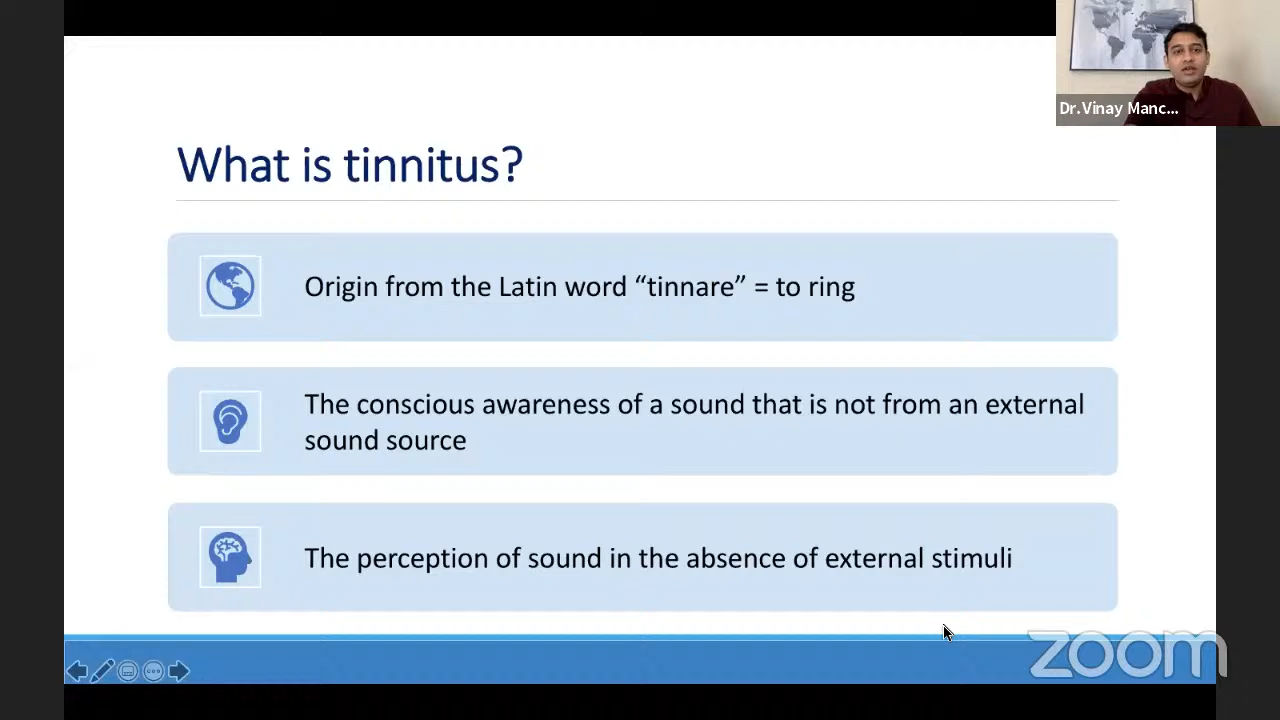 Dr.Vinay Manc...
What is tinnitus?
Origin from the Latin word “tinnare” = to ring
The conscious awareness of a sound that is not from an external
sound source
The perception of sound in the absence of external stimuli
zoom